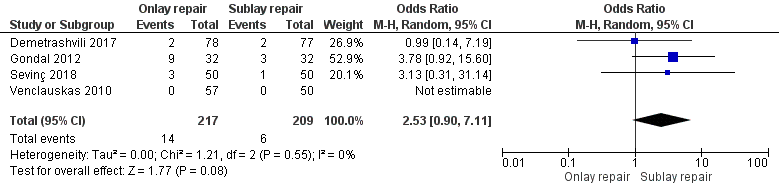 Onlay repair Sublay repair Odds Ratio Odds Ratio
Study or Subgroup Events Total Events Total Weight M-H, Random, 95% CI M-H, Random, 95% CI
Demetrashvili 2017 2 78 2 77 26.9% 0.99 [0.14, 7.19]
Gondal 2012 9 32 3 32 52.9% 3.78 [0.92, 15.60]
Sevinç 2018 3 50 1 50 20.1% 3.13 [0.31, 31.14]
Venclauskas 2010 0 57 0 50 Not estimable
Total (95% CI) 217 209 100.0% 2.53 [0.90, 7.11]
Total events 14 6
Heterogeneity: Tau² = 0.00; Chi² = 1.21, df = 2 (P = 0.55); I² = 0%
Test for overall effect: Z = 1.77 (P = 0.08)
0.01 0.1 1 10 100
Onlay repair Sublay repair